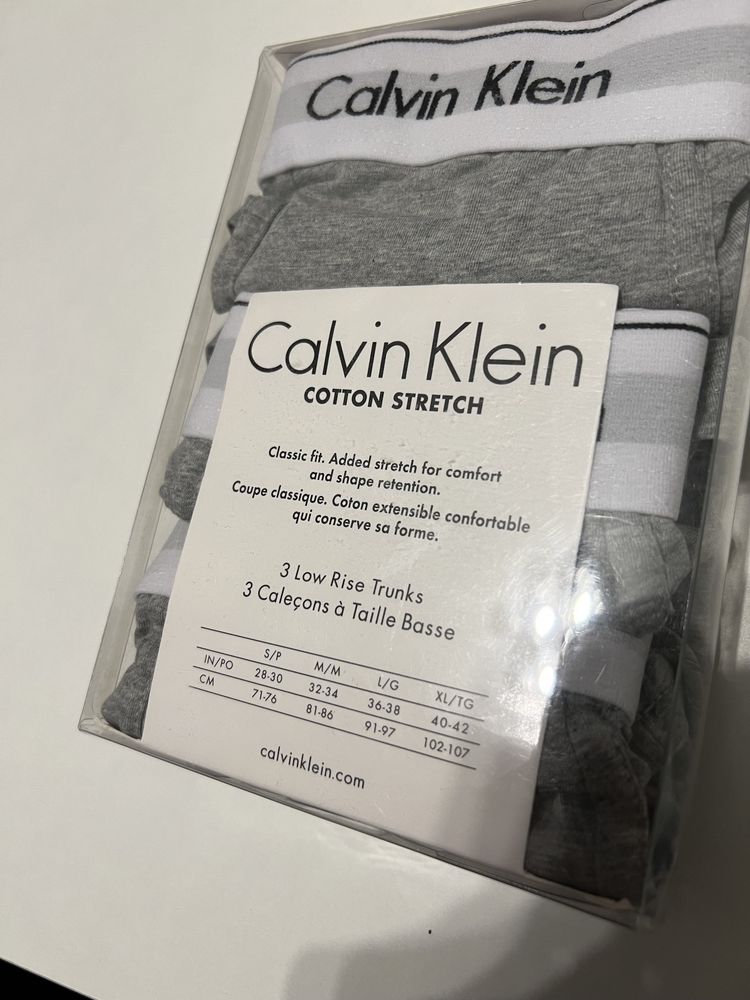 Calvin Klein
Calvin Klein
COTTON STRETCH
Classic fit. Added stretch for comfort
and shape retention.
Coupe classique. Coton extensible confortable
qui conserve sa forme.
3 Low Rise Trunks
3 Caleçons à Taille Basse
S/P M/M L/G XL/TG
IN/PO 28-30 32-34 36-38 40-42
CM 71-76 81-86 91-97 102-107
calvinklein.com